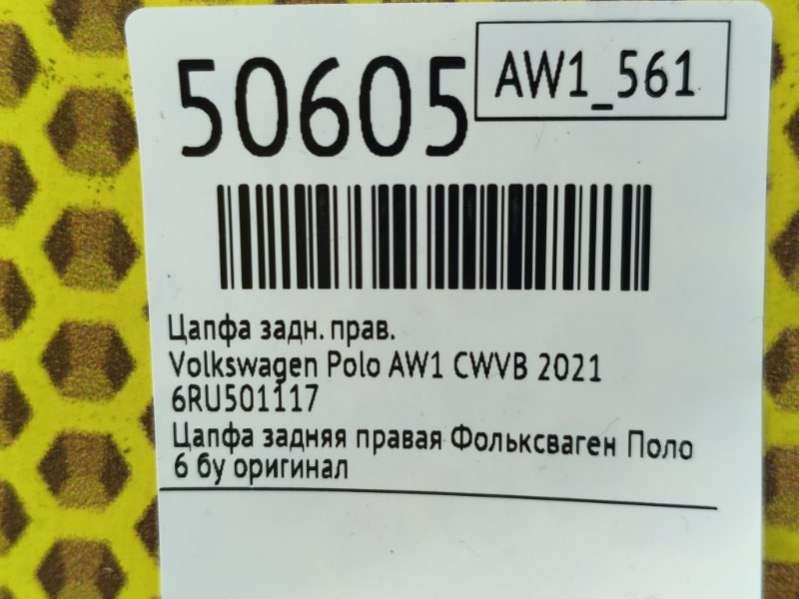 50605
AW1_561
Цапфа задн. прав.
Volkswagen Polo AW1 CWVB 2021
6RU501117
Цапфа задняя правая Фольксваген Поло
6 бу оригинал